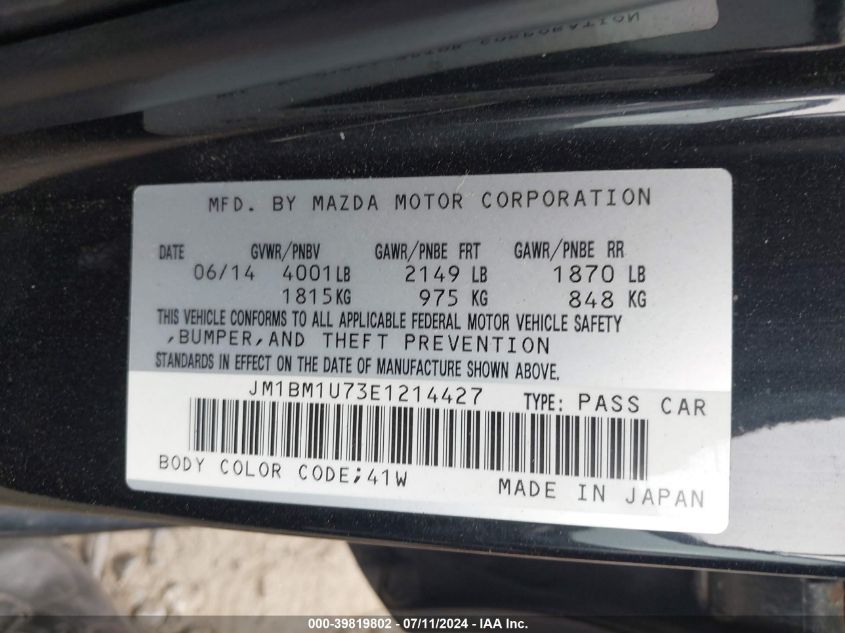 MFD. BY MAZDA MOTOR CORPORATION
DATE GVWR/PNBV GAWR/PNBE FRT GAWR/PNBE RR
06/14 4001LB 2149 LB 1870 LB
1815KG 975 KG 848 KG
THIS VEHICLE CONFORMS TO ALL APPLICABLE FEDERAL MOTOR VEHICLE SAFETY
,BUMPER,AND THEFT PREVENTION
STANDARDS IN EFFECT ON THE DATE OF MANUFACTURE SHOWN ABOVE.
JM1BM1U73E1214427 TYPE: PASS CAR
BODY COLOR CODE;41W
MADE IN JAPAN
000-39819802 - 07/11/2024 - IAA Inc.